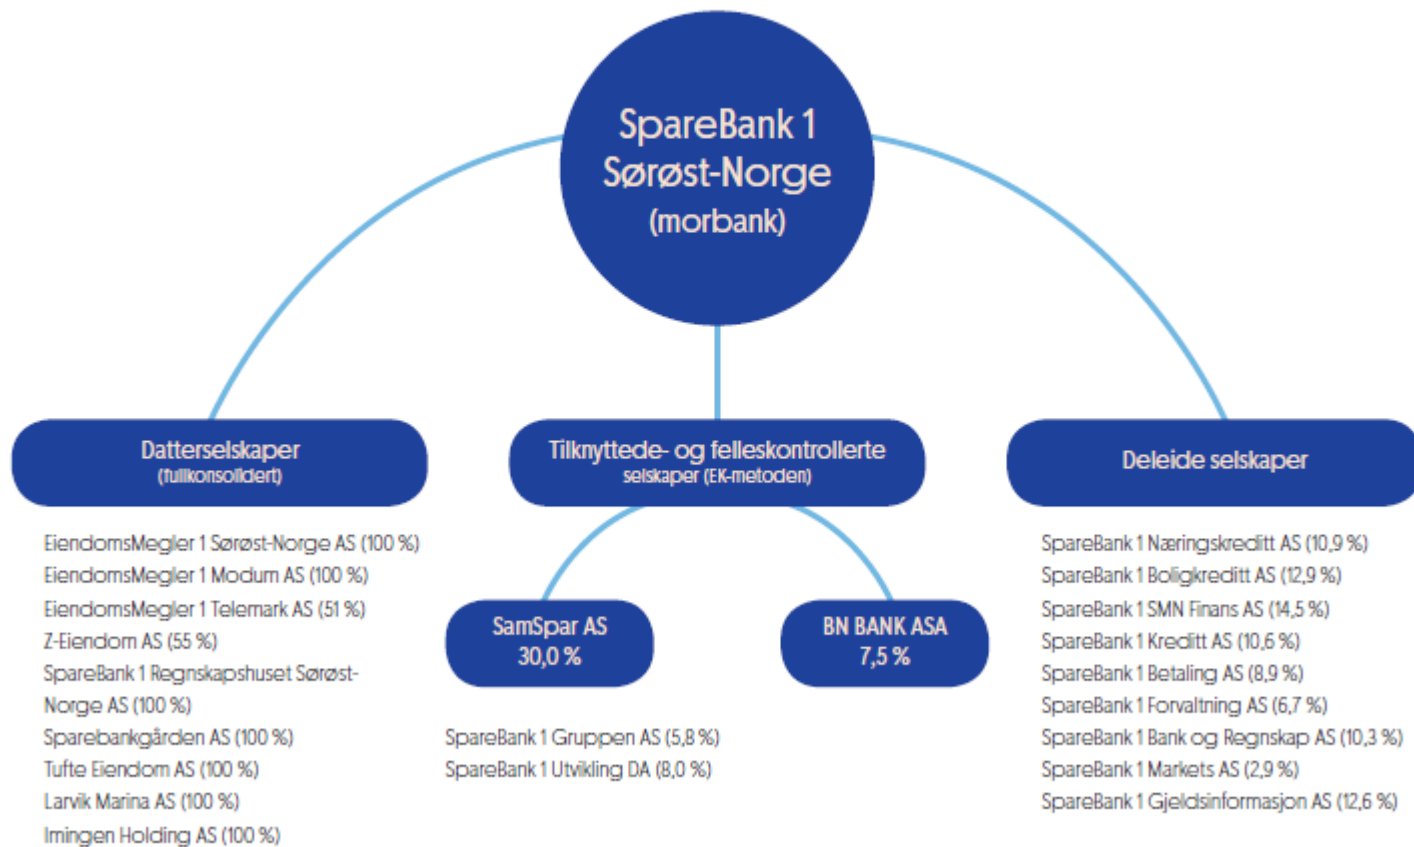 SpareBank 1
Sørøst-Norge
(morbank)
Datterselskaper
(fullkonsolidert)
EiendomsMegler 1 Sørøst-Norge AS (100 %)
EiendomsMegler 1 Modum AS (100 %)
EiendomsMegler 1 Telemark AS (51 %)
Z-Eiendom AS (55 %)
SpareBank 1 Regnskapshuset Sørøst-
Norge AS (100 %)
Sparebankgården AS (100 %)
Tufte Eiendom AS (100 %)
Larvik Marina AS (100 %)
Imingen Holding AS (100 %)
Tilknyttede- og felleskontrollerte
selskaper (EK-metoden)
SamSpar AS
30,0 %
BN BANK ASA
7,5 %
SpareBank 1 Gruppen AS (5,8 %)
SpareBank 1 Utvikling DA (8,0 %)
Deleide selskaper
SpareBank 1 Næringskreditt AS (10,9 %)
SpareBank 1 Boligkreditt AS (12,9 %)
SpareBank 1 SMN Finans AS (14,5 %)
SpareBank 1 Kreditt AS (10,6 %)
SpareBank 1 Betaling AS (8,9 %)
SpareBank 1 Forvaltning AS (6,7 %)
SpareBank 1 Bank og Regnskap AS (10,3 %)
SpareBank 1 Markets AS (2,9 %)
SpareBank 1 Gjeldsinformasjon AS (12,6 %)